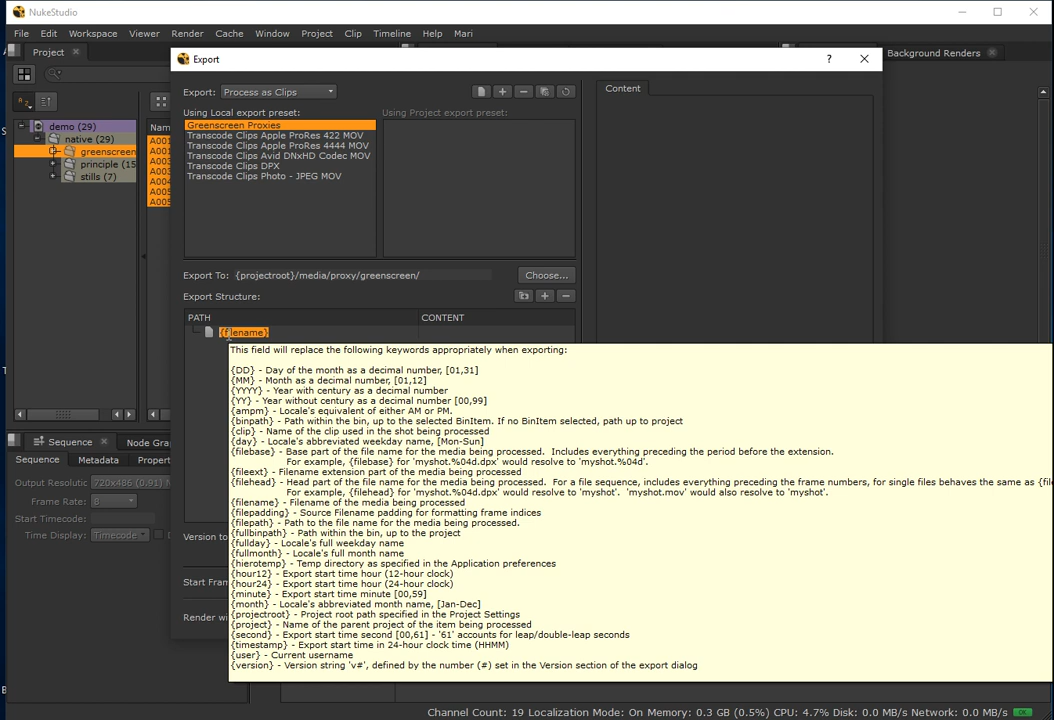 NukeStudio
File Edit Workspace Viewer Render Cache Window Project Clip Timeline Help Mari
Project
Export
Background Renders
Export: Process as Clips
Content
Using Local export preset:
Using Project export preset:
demo (29)
native (29)
greenscreen
principle (15
stills (7)
Name
A001
A001
A003
A003
A004
A005
A005
Greenscreen Proxies
Transcode Clips Apple ProRes 422 MOV
Transcode Clips Apple ProRes 4444 MOV
Transcode Clips Avid DNxHD Codec MOV
Transcode Clips DPX
Transcode Clips Photo - JPEG MOV
Export To: {projectroot}/media/proxy/greenscreen/ Choose...
Export Structure:
PATH CONTENT
{filename}
This field will replace the following keywords appropriately when exporting:
{DD} - Day of the month as a decimal number, [01,31]
{MM} - Month as a decimal number, [01,12]
{YYYY} - Year with century as a decimal number
{YY} - Year without century as a decimal number [00,99]
{ampm} - Locale's equivalent of either AM or PM.
{binpath} - Path within the bin, up to the selected BinItem. If no BinItem selected, path up to project
{clip} - Name of the clip used in the shot being processed
{day} - Locale's abbreviated weekday name, [Mon-Sun]
{filebase} - Base part of the file name for the media being processed. Includes everything preceding the period before the extension.
For example, {filebase} for 'myshot.%04d.dpx' would resolve to 'myshot.%04d'.
{fileext} - Filename extension part of the media being processed
{filehead} - Head part of the file name for the media being processed. For a file sequence, includes everything preceding the frame numbers, for single files behaves the same as {file
For example, {filehead} for 'myshot.%04d.dpx' would resolve to 'myshot'. 'myshot.mov' would also resolve to 'myshot'.
{filename} - Filename of the media being processed
{filepadding} - Source Filename padding for formatting frame indices
{filepath} - Path to the file name for the media being processed.
{fullbinpath} - Path within the bin, up to the project
{fullday} - Locale's full weekday name
{fullmonth} - Locale's full month name
{hierotemp} - Temp directory as specified in the Application preferences
{hour12} - Export start time hour (12-hour clock)
{hour24} - Export start time hour (24-hour clock)
{minute} - Export start time minute [00,59]
{month} - Locale's abbreviated month name, [Jan-Dec]
{projectroot} - Project root path specified in the Project Settings
{project} - Name of the parent project of the item being processed
{second} - Export start time second [00,61] - '61' accounts for leap/double-leap seconds
{timestamp} - Export start time in 24-hour clock time (HHMM)
{user} - Current username
{version} - Version string 'v#', defined by the number (#) set in the Version section of the export dialog
Sequence Node Gra
Sequence Metadata Propert
Output Resolutic 720x486 (0.91) N
Frame Rate: 8
Start Timecode:
Time Display: Timecode
Version to
Start Fram
Render wi
Channel Count: 19 Localization Mode: On Memory: 0.3 GB (0.5%) CPU: 4.7% Disk: 0.0 MB/s Network: 0.0 MB/s